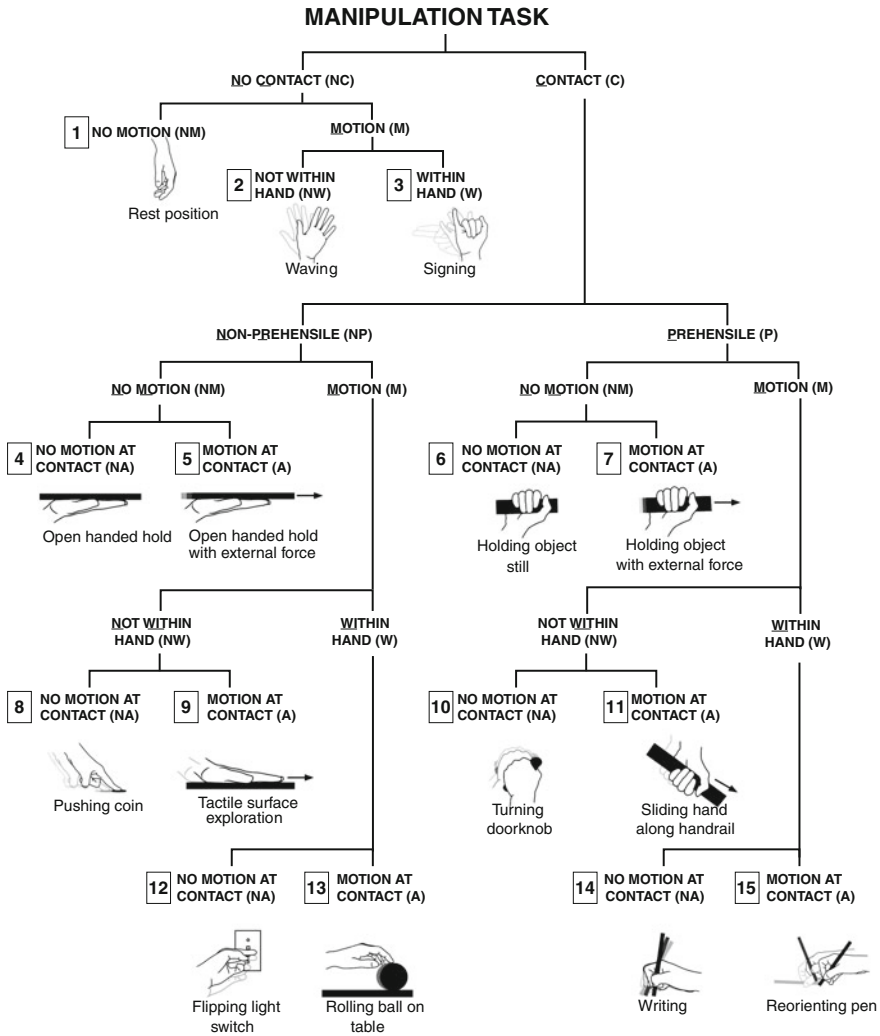 MANIPULATION TASK
NO CONTACT (NC)
CONTACT (C)
1 NO MOTION (NM)
MOTION (M)
Rest position
2 NOT WITHIN
HAND (NW)
3 WITHIN
HAND (W)
Waving
Signing
NON-PREHENSILE (NP)
PREHENSILE (P)
NO MOTION (NM)
MOTION (M)
NO MOTION (NM)
MOTION (M)
4 NO MOTION AT
CONTACT (NA)
5 MOTION AT
CONTACT (A)
6 NO MOTION AT
CONTACT (NA)
7 MOTION AT
CONTACT (A)
Open handed hold
Open handed hold
with external force
Holding object
still
Holding object
with external force
NOT WITHIN
HAND (NW)
WITHIN
HAND (W)
NOT WITHIN
HAND (NW)
WITHIN
HAND (W)
8 NO MOTION AT
CONTACT (NA)
9 MOTION AT
CONTACT (A)
10 NO MOTION AT
CONTACT (NA)
11 MOTION AT
CONTACT (A)
Pushing coin
Tactile surface
exploration
Turning
doorknob
Sliding hand
along handrail
12 NO MOTION AT
CONTACT (NA)
13 MOTION AT
CONTACT (A)
14 NO MOTION AT
CONTACT (NA)
15 MOTION AT
CONTACT (A)
Flipping light
switch
Rolling ball on
table
Writing
Reorienting pen